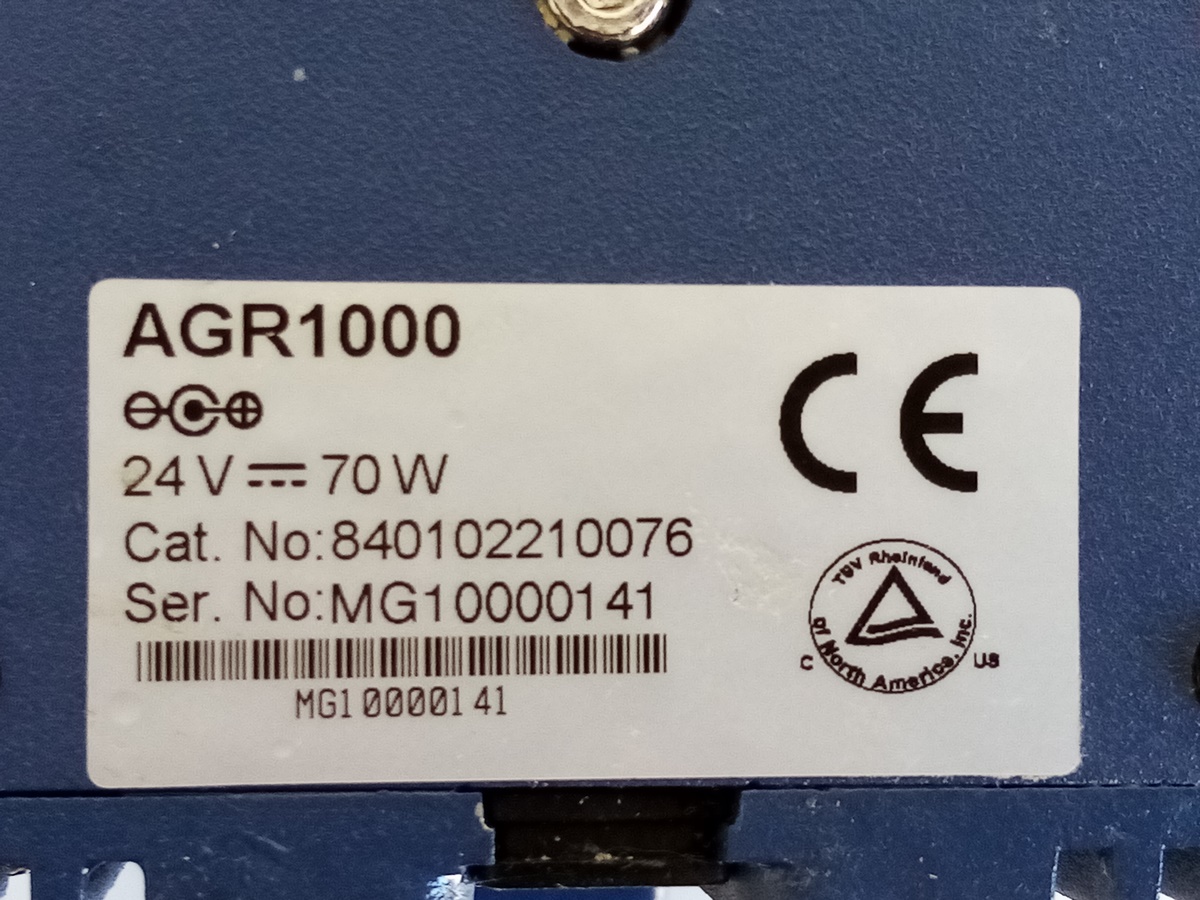 AGR1000
24 V ⎓ 70 W
Cat. No:840102210076
Ser. No:MG10000141
MG10000141
CE
TÜV Rheinland
of North America, Inc.
C US